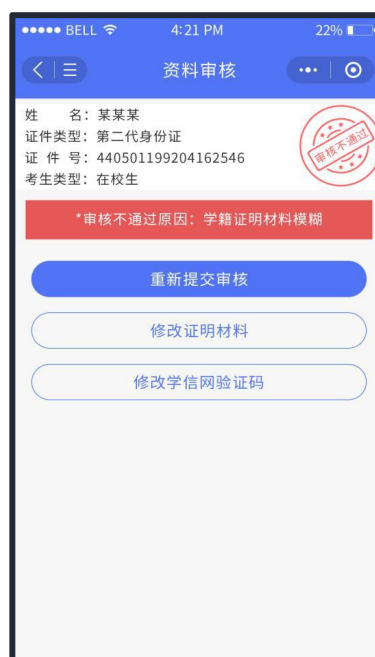 BELL 4:21 PM 22%
资料审核
姓 名：某某某
证件类型：第二代身份证
证 件 号：440501199204162546
考生类型：在校生
审核不通过
*审核不通过原因：学籍证明材料模糊
重新提交审核
修改证明材料
修改学信网验证码